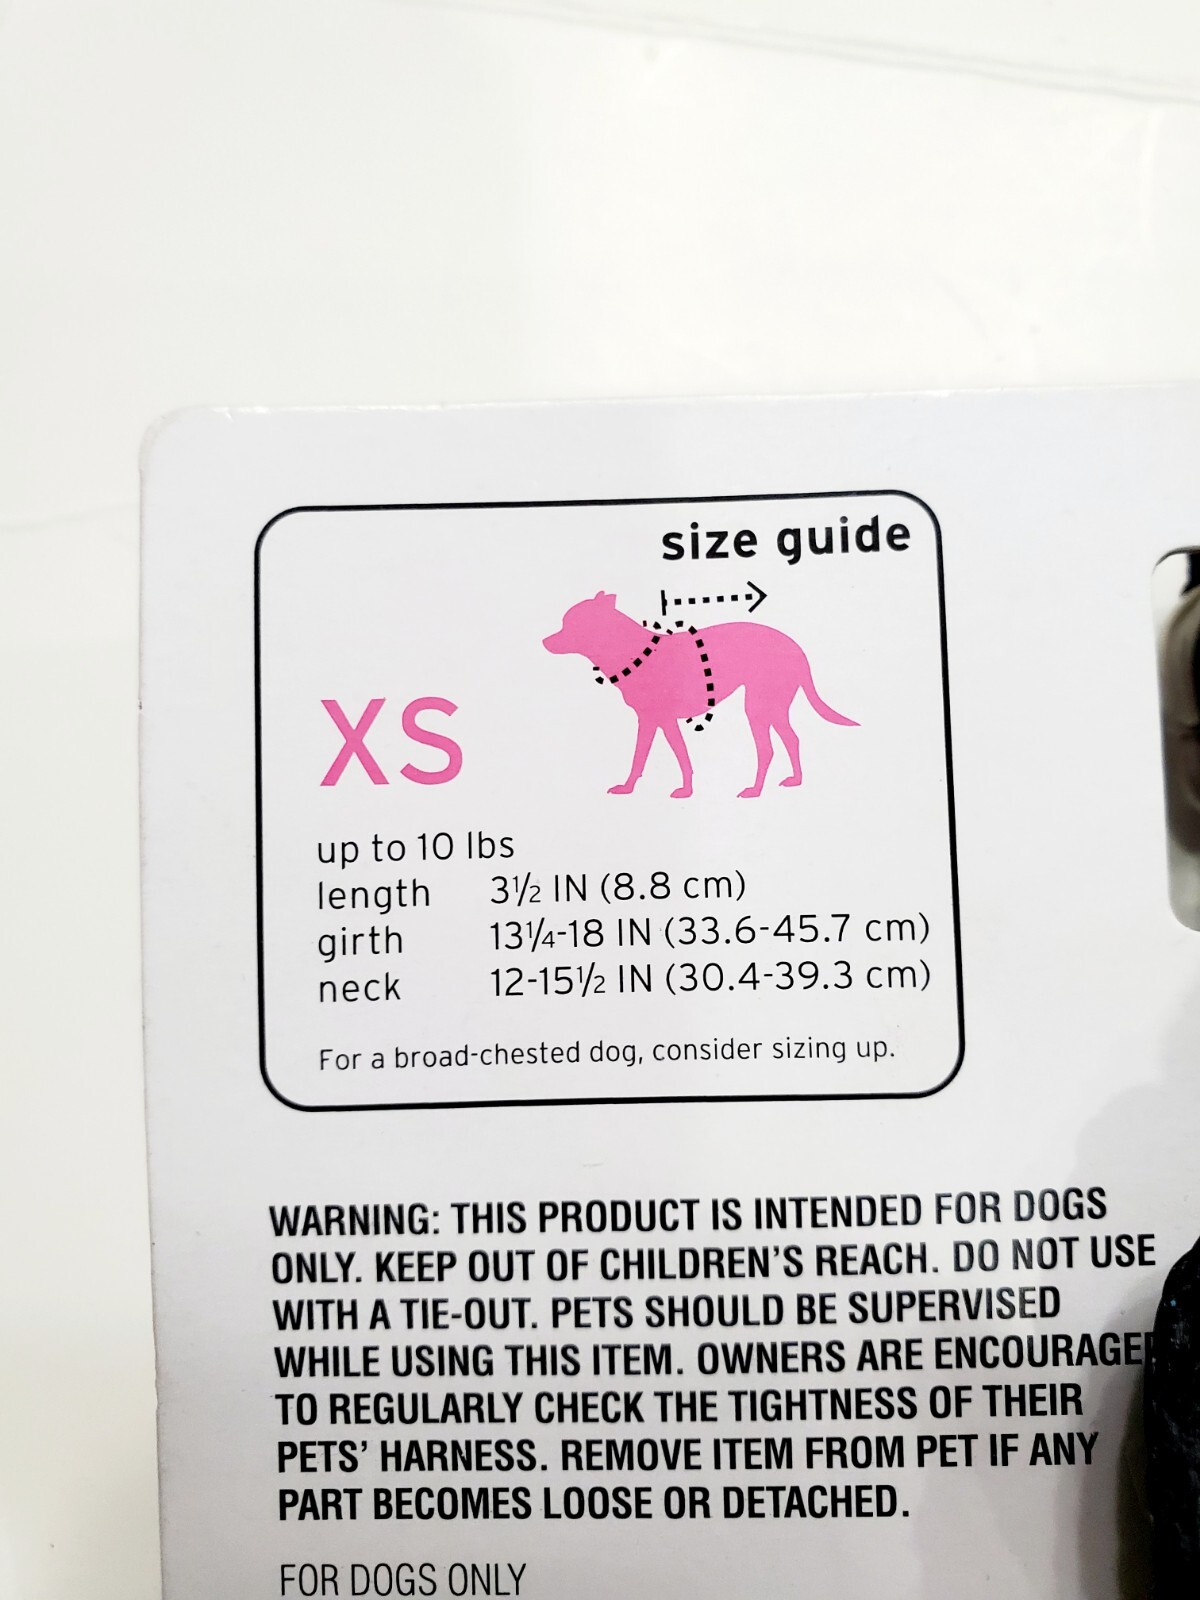 size guide
XS
up to 10 lbs
length 3½ IN (8.8 cm)
girth 13¼-18 IN (33.6-45.7 cm)
neck 12-15½ IN (30.4-39.3 cm)
For a broad-chested dog, consider sizing up.
WARNING: THIS PRODUCT IS INTENDED FOR DOGS
ONLY. KEEP OUT OF CHILDREN'S REACH. DO NOT USE
WITH A TIE-OUT. PETS SHOULD BE SUPERVISED
WHILE USING THIS ITEM. OWNERS ARE ENCOURAGED
TO REGULARLY CHECK THE TIGHTNESS OF THEIR
PETS' HARNESS. REMOVE ITEM FROM PET IF ANY
PART BECOMES LOOSE OR DETACHED.
FOR DOGS ONLY